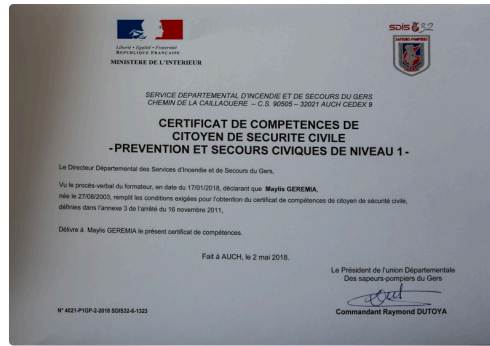 Liberté • Égalité • Fraternité
RÉPUBLIQUE FRANÇAISE
MINISTERE DE L'INTERIEUR
SDIS 32
SAPEURS-POMPIERS
SERVICE DEPARTEMENTAL D'INCENDIE ET DE SECOURS DU GERS
CHEMIN DE LA CAILLAOUERE – C.S. 90505 – 32021 AUCH CEDEX 9
CERTIFICAT DE COMPETENCES DE
CITOYEN DE SECURITE CIVILE
- PREVENTION ET SECOURS CIVIQUES DE NIVEAU 1 -
Le Directeur Départemental des Services d'Incendie et de Secours du Gers,
Vu le procès-verbal du formateur, en date du 17/01/2018, déclarant que Maylis GEREMIA,
née le 27/08/2003, remplit les conditions exigées pour l'obtention du certificat de compétences de citoyen de sécurité civile,
définies dans l'annexe 3 de l'arrêté du 16 novembre 2011,
Délivre à Maylis GEREMIA le présent certificat de compétences.
Fait à AUCH, le 2 mai 2018.
Le Président de l'union Départementale
Des sapeurs-pompiers du Gers
Commandant Raymond DUTOYA
N° 4021-P1GP-2-2018 SDIS32-6-1323